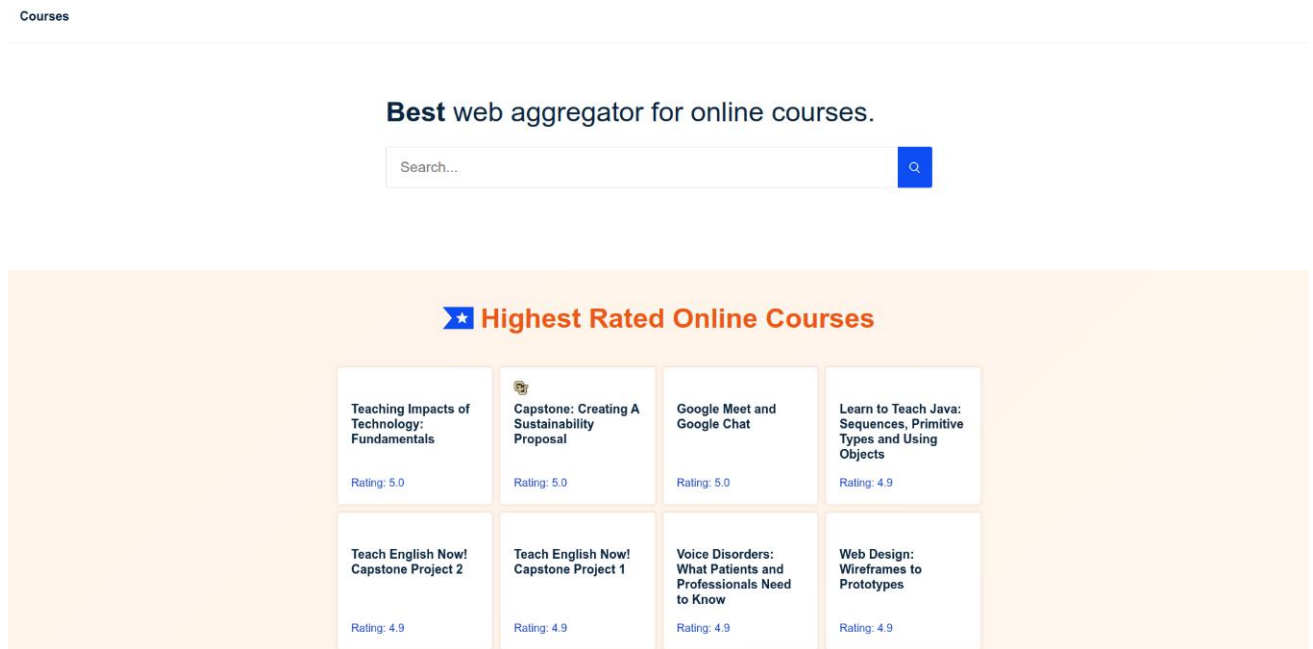 Courses
Best web aggregator for online courses.
Search...
Highest Rated Online Courses
Teaching Impacts of
Technology:
Fundamentals
Rating: 5.0
CU
Capstone: Creating A
Sustainability
Proposal
Rating: 5.0
Google Meet and
Google Chat
Rating: 5.0
Learn to Teach Java:
Sequences, Primitive
Types and Using
Objects
Rating: 4.9
Teach English Now!
Capstone Project 2
Rating: 4.9
Teach English Now!
Capstone Project 1
Rating: 4.9
Voice Disorders:
What Patients and
Professionals Need
to Know
Rating: 4.9
Web Design:
Wireframes to
Prototypes
Rating: 4.9